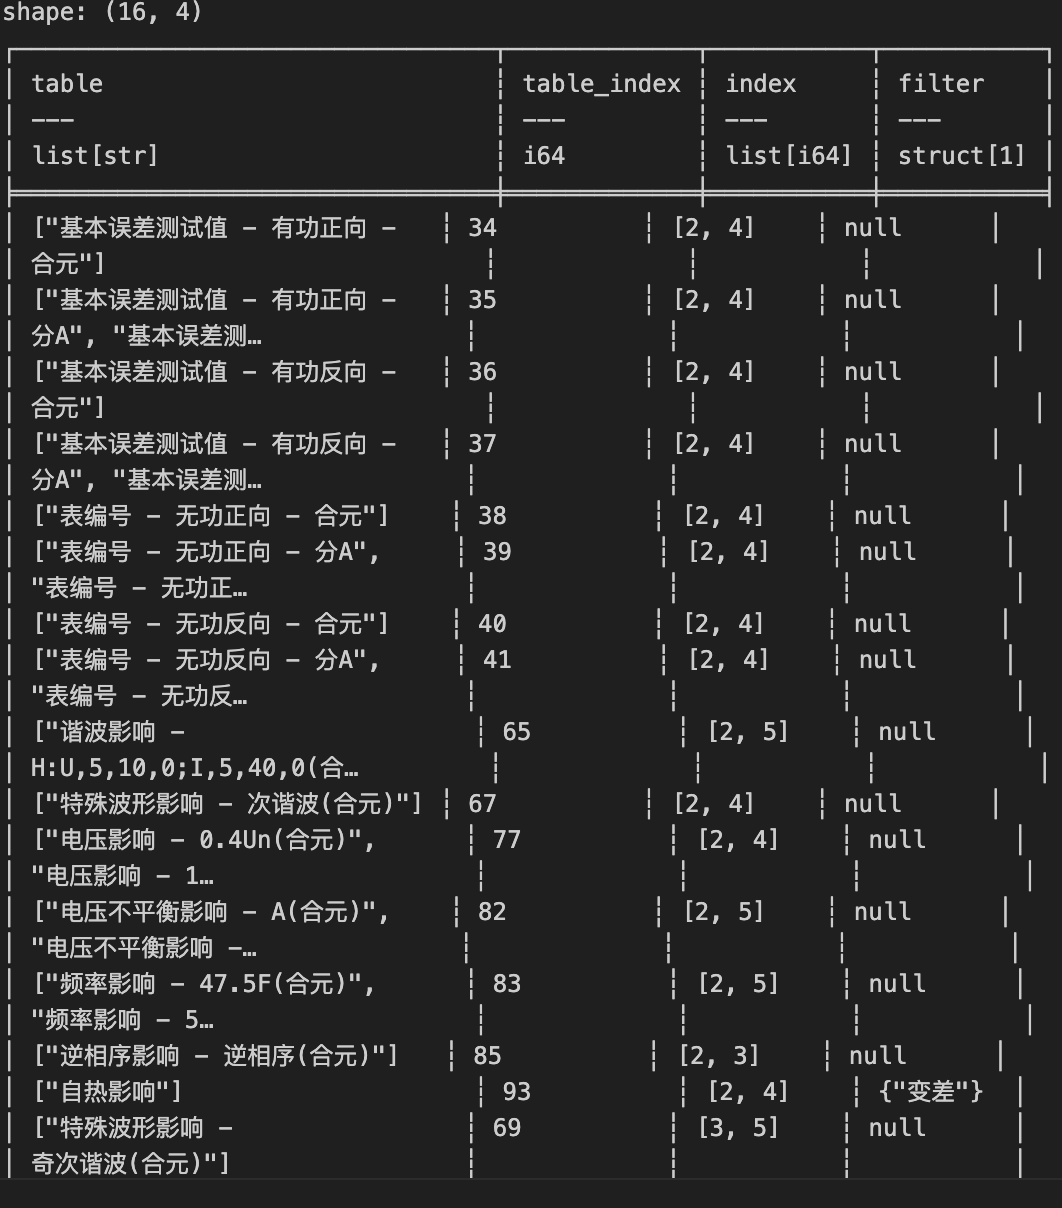 shape: (16, 4)
table ┆ table_index ┆ index ┆ filter
--- ┆ --- ┆ --- ┆ ---
list[str] ┆ i64 ┆ list[i64] ┆ struct[1]
["基本误差测试值 - 有功正向 - ┆ 34 ┆ [2, 4] ┆ null
合元"]
["基本误差测试值 - 有功正向 - ┆ 35 ┆ [2, 4] ┆ null
分A", "基本误差测…
["基本误差测试值 - 有功反向 - ┆ 36 ┆ [2, 4] ┆ null
合元"]
["基本误差测试值 - 有功反向 - ┆ 37 ┆ [2, 4] ┆ null
分A", "基本误差测…
["表编号 - 无功正向 - 合元"] ┆ 38 ┆ [2, 4] ┆ null
["表编号 - 无功正向 - 分A", ┆ 39 ┆ [2, 4] ┆ null
"表编号 - 无功正…
["表编号 - 无功反向 - 合元"] ┆ 40 ┆ [2, 4] ┆ null
["表编号 - 无功反向 - 分A", ┆ 41 ┆ [2, 4] ┆ null
"表编号 - 无功反…
["谐波影响 - ┆ 65 ┆ [2, 5] ┆ null
H:U,5,10,0;I,5,40,0(合…
["特殊波形影响 - 次谐波(合元)"] ┆ 67 ┆ [2, 4] ┆ null
["电压影响 - 0.4Un(合元)", ┆ 77 ┆ [2, 4] ┆ null
"电压影响 - 1…
["电压不平衡影响 - A(合元)", ┆ 82 ┆ [2, 5] ┆ null
"电压不平衡影响 -…
["频率影响 - 47.5F(合元)", ┆ 83 ┆ [2, 5] ┆ null
"频率影响 - 5…
["逆相序影响 - 逆相序(合元)"] ┆ 85 ┆ [2, 3] ┆ null
["自热影响"] ┆ 93 ┆ [2, 4] ┆ {"变差"}
["特殊波形影响 - ┆ 69 ┆ [3, 5] ┆ null
奇次谐波(合元)"]